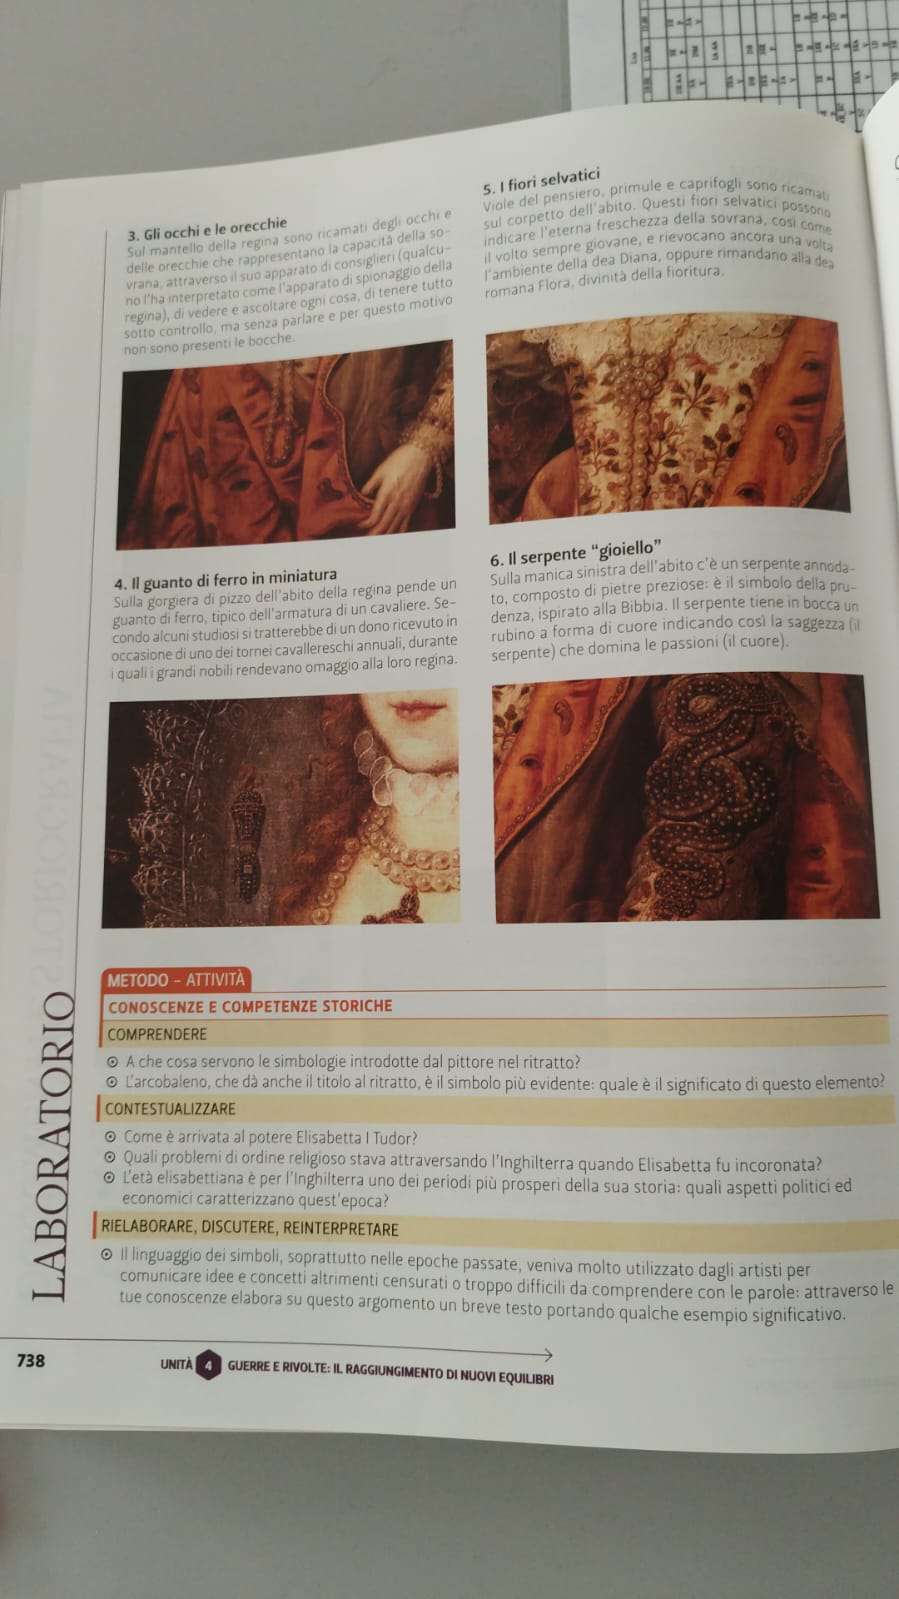 3. Gli occhi e le orecchie
Sul mantello della regina sono ricamati degli occhi e
delle orecchie che rappresentano la capacità della so-
vrana, attraverso il suo apparato di consiglieri (qualcu-
no l'ha interpretato come l'apparato di spionaggio della
regina), di vedere e ascoltare ogni cosa, di tenere tutto
sotto controllo, ma senza parlare e per questo motivo
non sono presenti le bocche.
4. Il guanto di ferro in miniatura
Sulla gorgiera di pizzo dell'abito della regina pende un
guanto di ferro, tipico dell'armatura di un cavaliere. Se-
condo alcuni studiosi si tratterebbe di un dono ricevuto in
occasione di uno dei tornei cavallereschi annuali, durante
i quali i grandi nobili rendevano omaggio alla loro regina.
5. I fiori selvatici
Viole del pensiero, primule e caprifogli sono ricamati
sul corpetto dell'abito. Questi fiori selvatici possono
indicare l'eterna freschezza della sovrana, così come
il volto sempre giovane, e rievocano ancora una volta
l'ambiente della dea Diana, oppure rimandano alla dea
romana Flora, divinità della fioritura.
6. Il serpente “gioiello”
Sulla manica sinistra dell'abito c'è un serpente annoda-
to, composto di pietre preziose: è il simbolo della pru-
denza, ispirato alla Bibbia. Il serpente tiene in bocca un
rubino a forma di cuore indicando così la saggezza (il
serpente) che domina le passioni (il cuore).
LABORATORIO
METODO – ATTIVITÀ
CONOSCENZE E COMPETENZE STORICHE
COMPRENDERE
A che cosa servono le simbologie introdotte dal pittore nel ritratto?
L'arcobaleno, che dà anche il titolo al ritratto, è il simbolo più evidente: quale è il significato di questo elemento?
CONTESTUALIZZARE
Come è arrivata al potere Elisabetta I Tudor?
Quali problemi di ordine religioso stava attraversando l'Inghilterra quando Elisabetta fu incoronata?
L'età elisabettiana è per l'Inghilterra uno dei periodi più prosperi della sua storia: quali aspetti politici ed
economici caratterizzano quest'epoca?
RIELABORARE, DISCUTERE, REINTERPRETARE
Il linguaggio dei simboli, soprattutto nelle epoche passate, veniva molto utilizzato dagli artisti per
comunicare idee e concetti altrimenti censurati o troppo difficili da comprendere con le parole: attraverso le
tue conoscenze elabora su questo argomento un breve testo portando qualche esempio significativo.
738
UNITÀ 4 GUERRE E RIVOLTE: IL RAGGIUNGIMENTO DI NUOVI EQUILIBRI